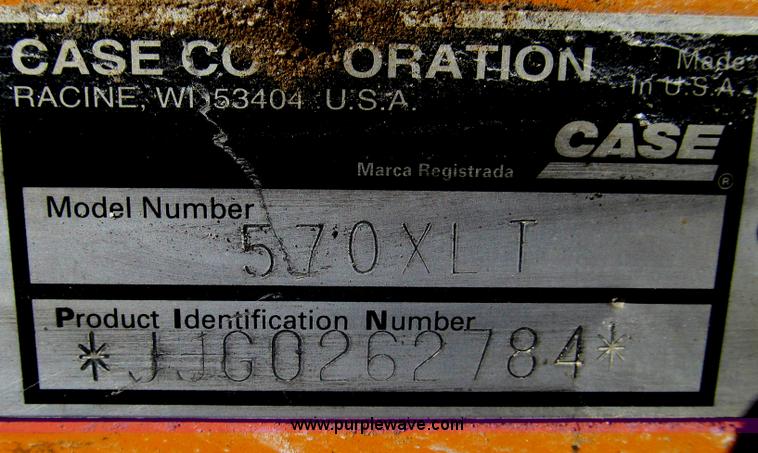 CASE CO ORATION
Made
In U.S.A.
RACINE, WI 53404 U.S.A.
CASE
Marca Registrada ®
Model Number
570XLT
Product Identification Number
*JJG0262784*
www.purplewave.com